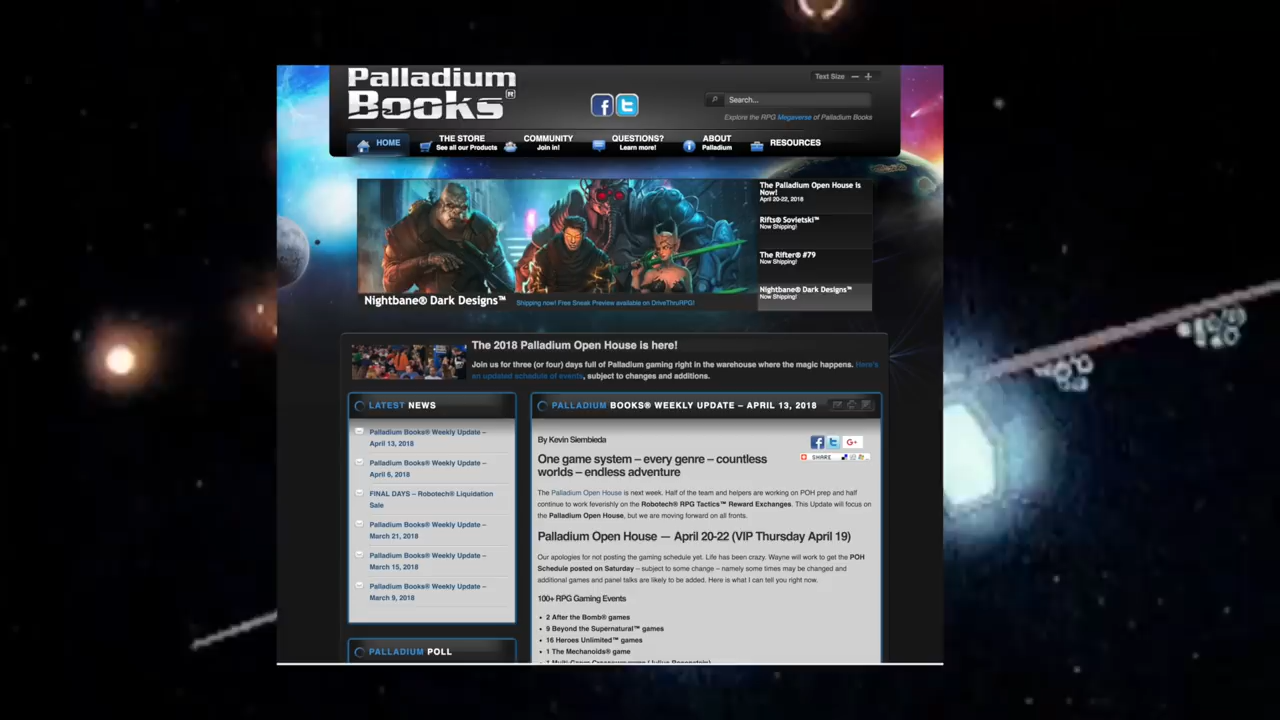 Palladium
Books®
Text Size
Search...
Explore the RPG Megaverse of Palladium Books
HOME
THE STORE
See all our Products
COMMUNITY
Join in!
QUESTIONS?
Learn more!
ABOUT
Palladium
RESOURCES
The Palladium Open House is
Now!
April 20-22, 2018
Rifts® Sovietski™
Now Shipping!
The Rifter® #79
Now Shipping!
Nightbane® Dark Designs™
Now Shipping!
Nightbane® Dark Designs™
Shipping now! Free Sneak Preview available on DriveThruRPG!
The 2018 Palladium Open House is here!
Join us for three (or four) days full of Palladium gaming right in the warehouse where the magic happens. Here's
an updated schedule of events, subject to changes and additions.
LATEST NEWS
Palladium Books® Weekly Update –
April 13, 2018
Palladium Books® Weekly Update –
April 6, 2018
FINAL DAYS – Robotech® Liquidation
Sale
Palladium Books® Weekly Update –
March 21, 2018
Palladium Books® Weekly Update –
March 15, 2018
Palladium Books® Weekly Update –
March 9, 2018
PALLADIUM POLL
PALLADIUM BOOKS® WEEKLY UPDATE – APRIL 13, 2018
By Kevin Siembieda
G+
SHARE
One game system – every genre – countless
worlds – endless adventure
The Palladium Open House is next week. Half of the team and helpers are working on POH prep and half
continue to work feverishly on the Robotech® RPG Tactics™ Reward Exchanges. This Update will focus on
the Palladium Open House, but we are moving forward on all fronts.
Palladium Open House — April 20-22 (VIP Thursday April 19)
Our apologies for not posting the gaming schedule yet. Life has been crazy. Wayne will work to get the POH
Schedule posted on Saturday – subject to some change – namely some times may be changed and
additional games and panel talks are likely to be added. Here is what I can tell you right now.
100+ RPG Gaming Events
• 2 After the Bomb® games
• 9 Beyond the Supernatural™ games
• 16 Heroes Unlimited™ games
• 1 The Mechanoids® game